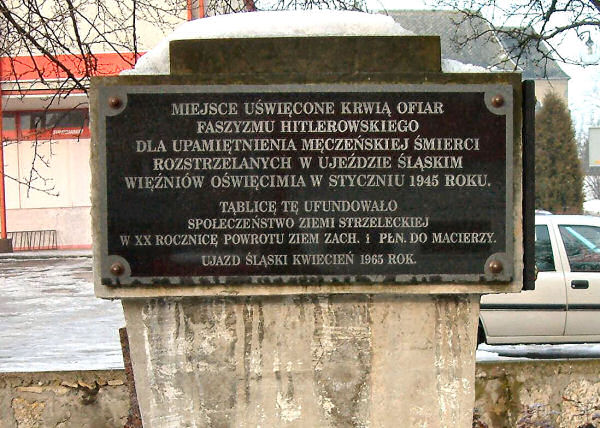 MIEJSCE UŚWIĘCONE KRWIĄ OFIAR
FASZYZMU HITLEROWSKIEGO
DLA UPAMIĘTNIENIA MĘCZEŃSKIEJ ŚMIERCI
ROZSTRZELANYCH W UJEŹDZIE ŚLĄSKIM
WIĘŹNIÓW OŚWIĘCIMIA W STYCZNIU 1945 ROKU.
TĄBLICĘ TĘ UFUNDOWAŁO
SPOŁECZEŃSTWO ZIEMI STRZELECKIEJ
W XX ROCZNICĘ POWROTU ZIEM ZACH. i PŁN. DO MACIERZY.
UJAZD ŚLĄSKI KWIECIEŃ 1965 ROK.